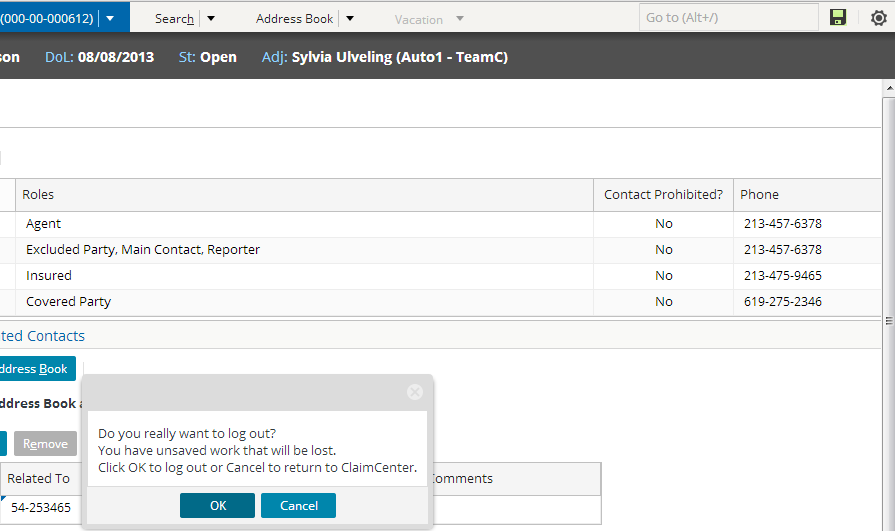 (000-00-000612) Search Address Book Vacation Go to (Alt+/)
son DoL: 08/08/2013 St: Open Adj: Sylvia Ulveling (Auto1 - TeamC)
Roles Contact Prohibited? Phone
Agent No 213-457-6378
Excluded Party, Main Contact, Reporter No 213-457-6378
Insured No 213-475-9465
Covered Party No 619-275-2346
ted Contacts
ddress Book
ddress Book a
Remove
Do you really want to log out?
You have unsaved work that will be lost.
Click OK to log out or Cancel to return to ClaimCenter.
Related To omments
54-253465
OK Cancel